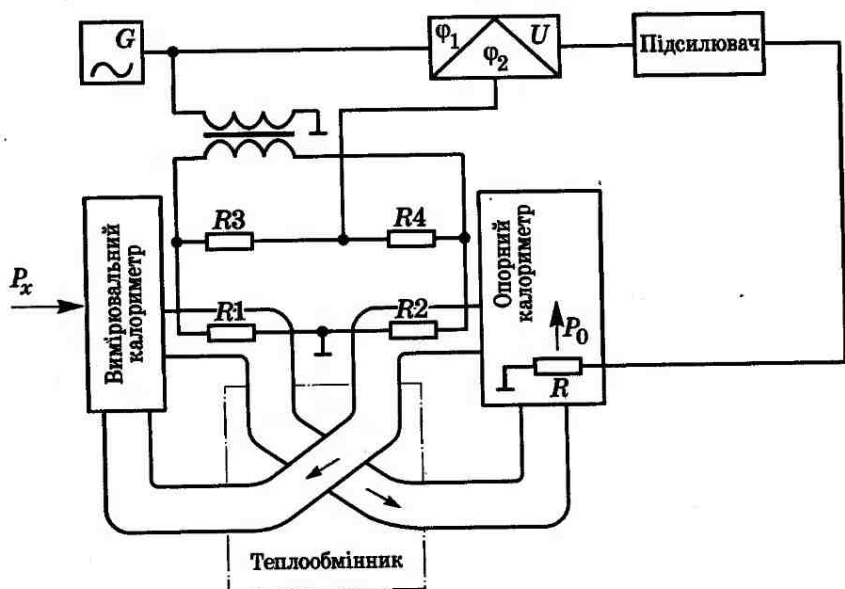 G
φ1
φ2
U
Підсилювач
R3
R4
Px
Вимірювальний
калориметр
R1
R2
Опорний
калориметр
P0
R
Теплообмінник